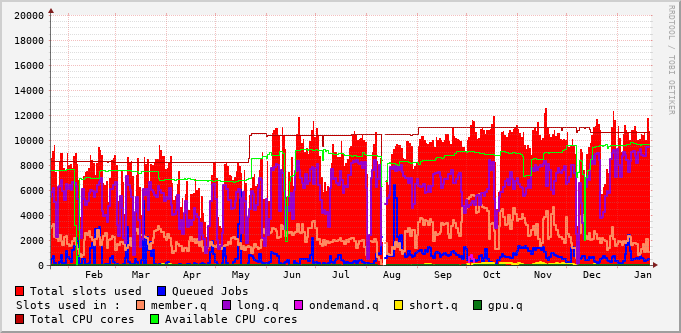 20000
18000
16000
14000
12000
10000
8000
6000
4000
2000
0
Feb Mar Apr May Jun Jul Aug Sep Oct Nov Dec Jan
Total slots used Queued Jobs
Slots used in : member.q long.q ondemand.q short.q gpu.q
Total CPU cores Available CPU cores
RRDTOOL / TOBI OETIKER